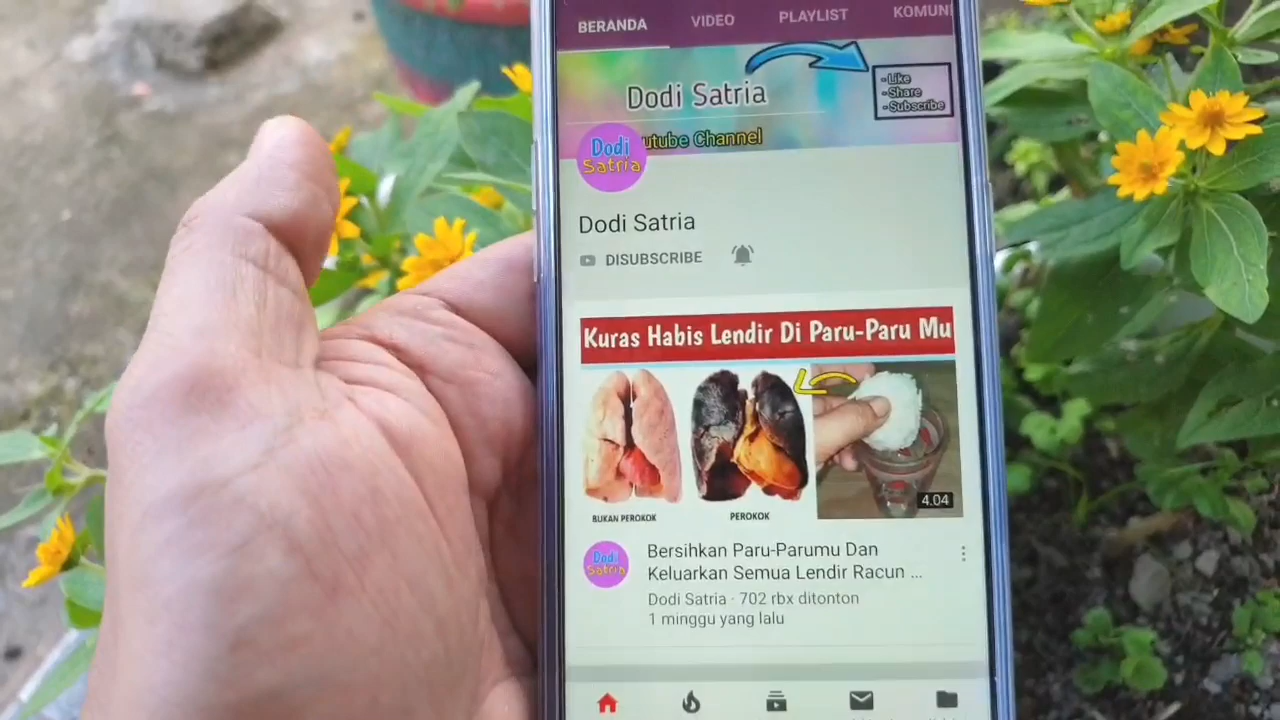 BERANDA VIDEO PLAYLIST KOMUN
Dodi Satria
-Like
-Share
-Subscribe
utube Channel
Dodi
Satria
Dodi Satria
DISUBSCRIBE
Kuras Habis Lendir Di Paru-Paru Mu
BUKAN PEROKOK
PEROKOK
4.04
Dodi
Satria
Bersihkan Paru-Parumu Dan
Keluarkan Semua Lendir Racun ...
Dodi Satria · 702 rbx ditonton
1 minggu yang lalu